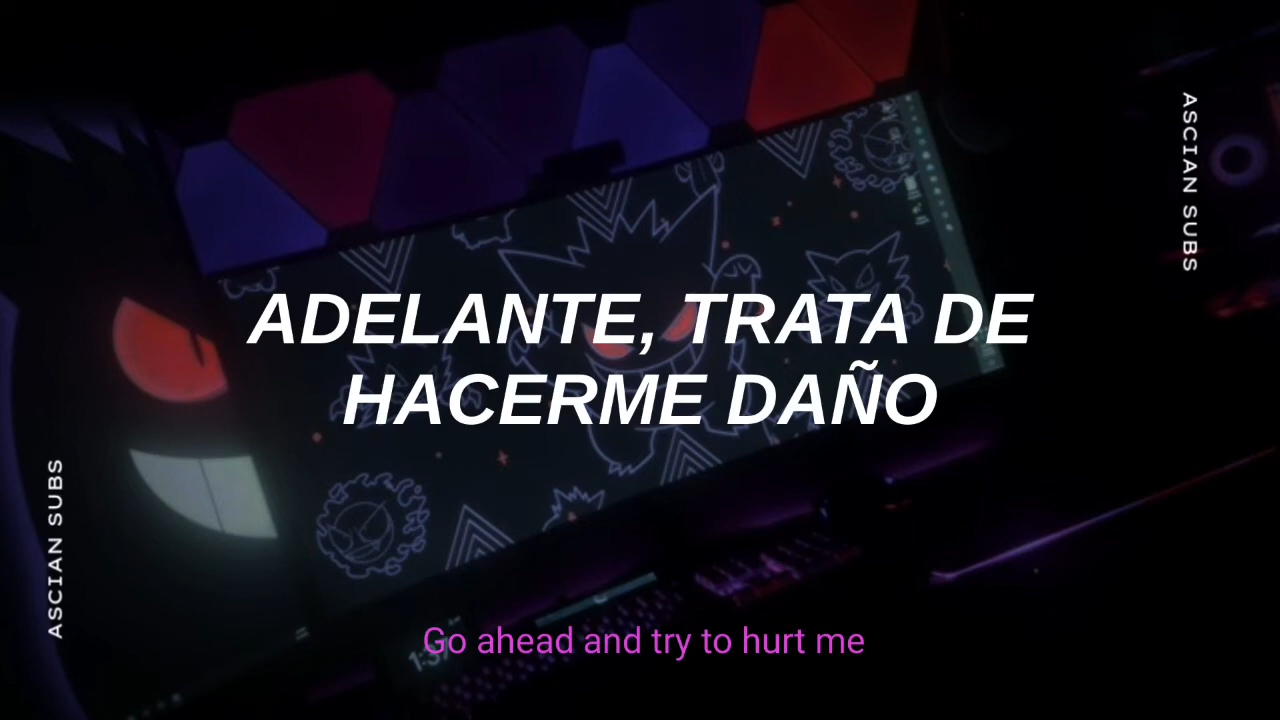 ASCIAN SUBS
ADELANTE, TRATA DE
HACERME DAÑO
ASCIAN SUBS
Go ahead and try to hurt me